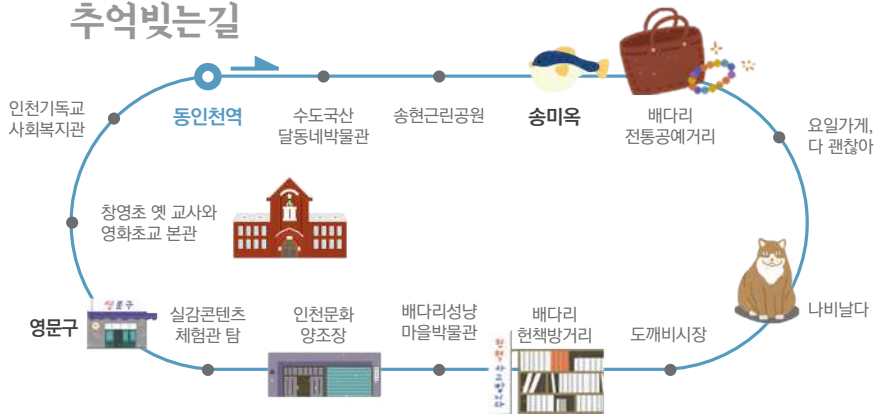 추억빚는길
동인천역
수도국산
달동네박물관
송현근린공원
송미옥
배다리
전통공예거리
요일가게,
다 괜찮아
나비날다
도깨비시장
배다리
헌책방거리
배다리성냥
마을박물관
인천문화
양조장
실감콘텐츠
체험관 탐
영문구
창영초 옛 교사와
영화초교 본관
인천기독교
사회복지관